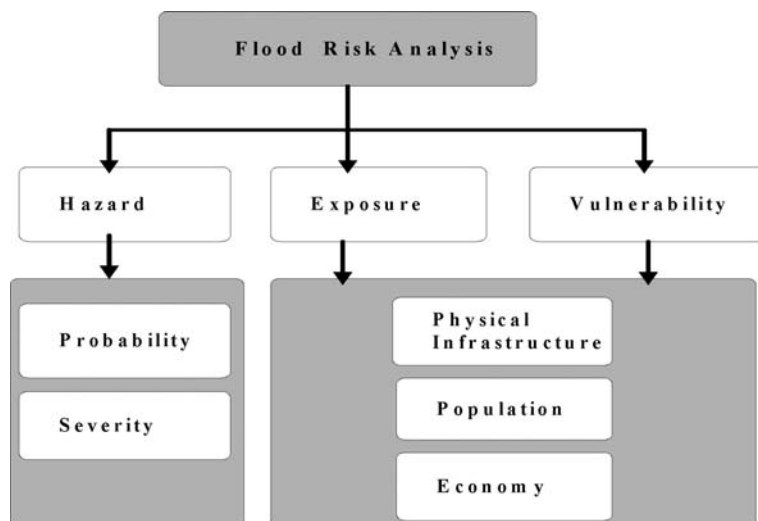 Flood Risk Analysis
Hazard
Exposure
Vulnerability
Probability
Severity
Physical
Infrastructure
Population
Economy